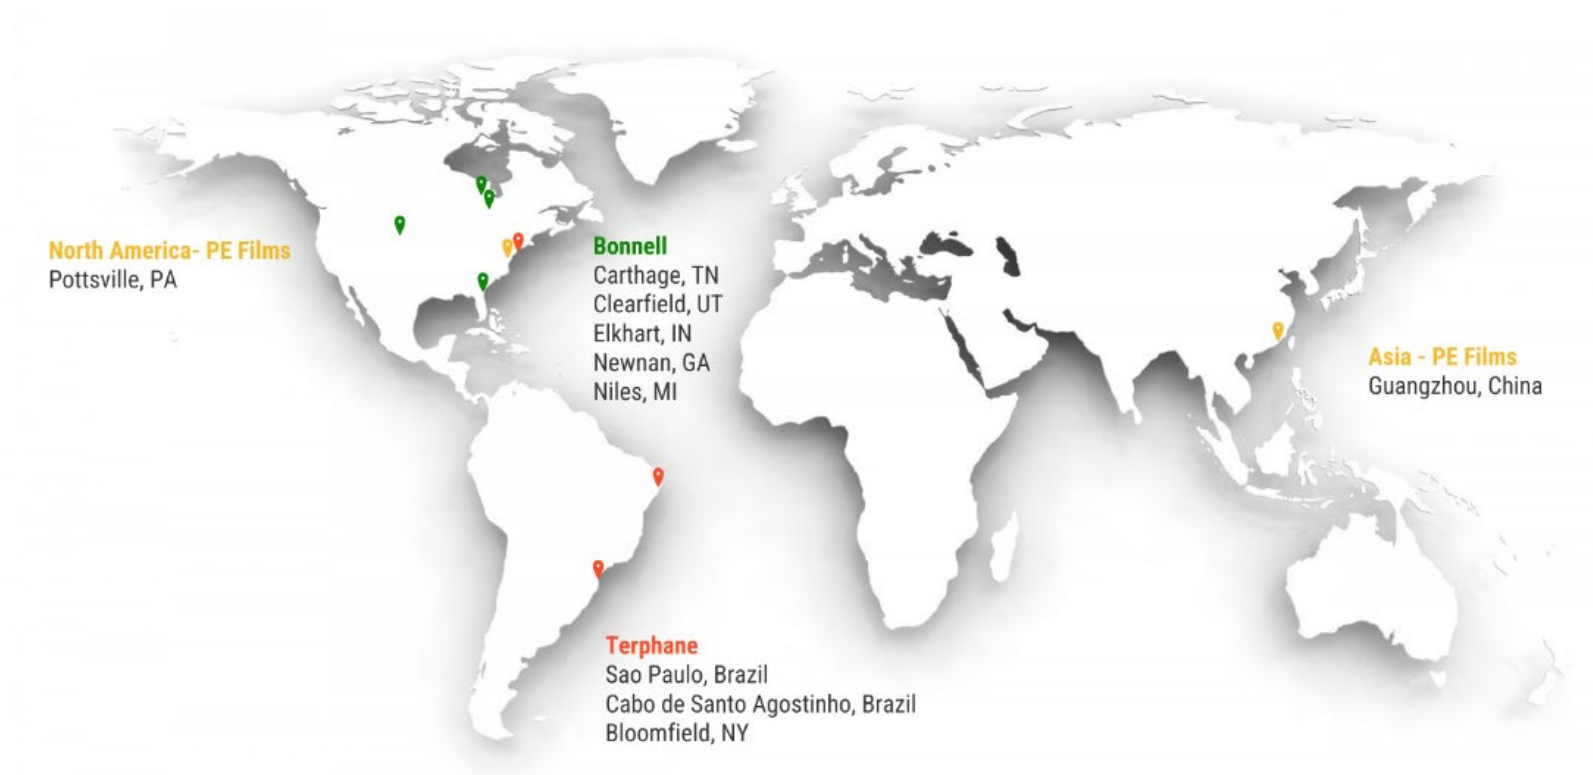 North America- PE Films
Pottsville, PA
Bonnell
Carthage, TN
Clearfield, UT
Elkhart, IN
Newnan, GA
Niles, MI
Asia - PE Films
Guangzhou, China
Terphane
Sao Paulo, Brazil
Cabo de Santo Agostinho, Brazil
Bloomfield, NY